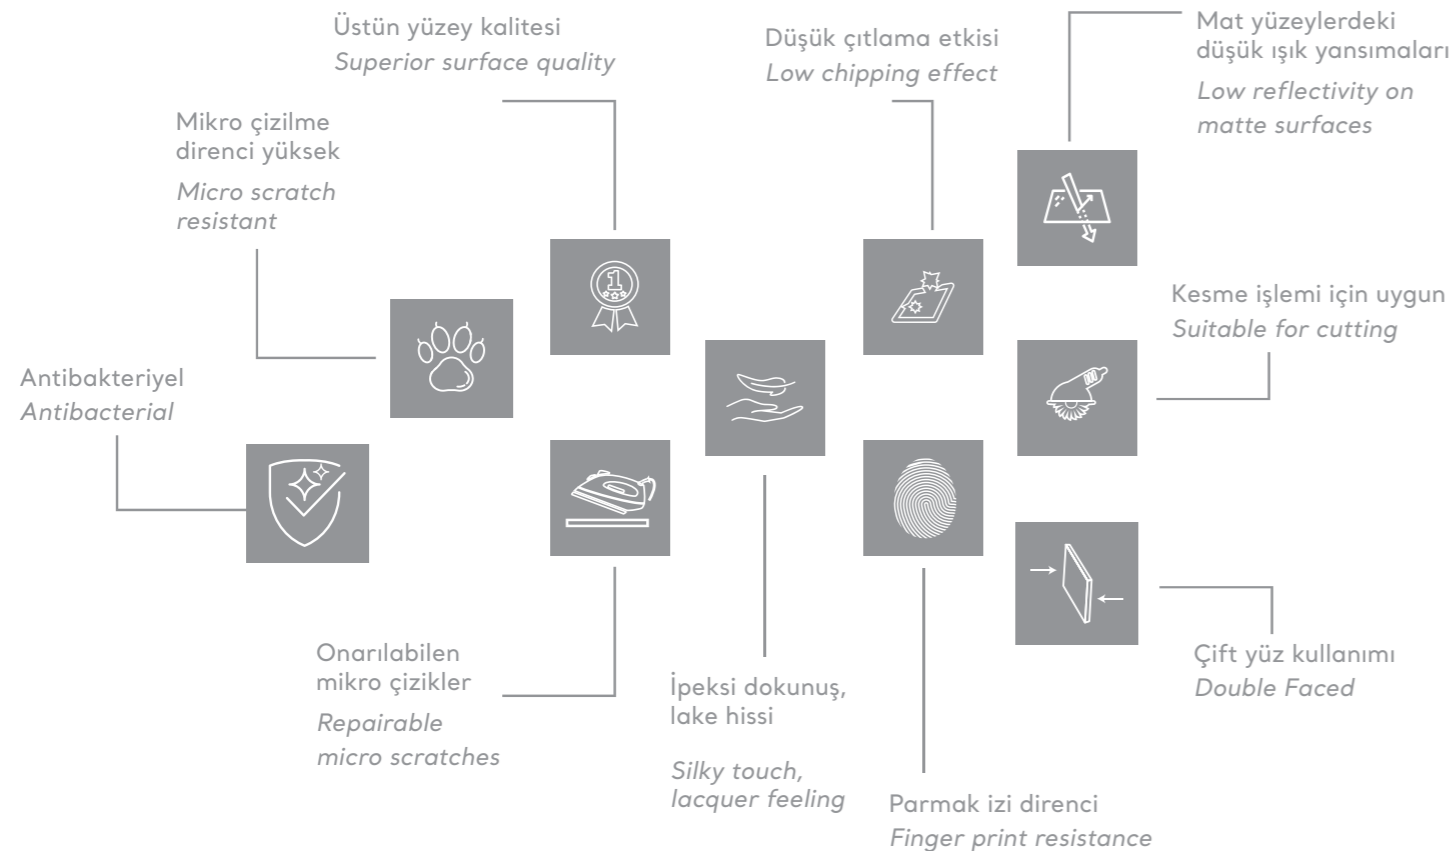 Üstün yüzey kalitesi
Superior surface quality
Düşük çıtlama etkisi
Low chipping effect
Mat yüzeylerdeki
düşük ışık yansımaları
Low reflectivity on
matte surfaces
Mikro çizilme
direnci yüksek
Micro scratch
resistant
1
Kesme işlemi için uygun
Suitable for cutting
Antibakteriyel
Antibacterial
Onarılabilen
mikro çizikler
Repairable
micro scratches
İpeksi dokunuş,
lake hissi
Silky touch,
lacquer feeling
Çift yüz kullanımı
Double Faced
Parmak izi direnci
Finger print resistance